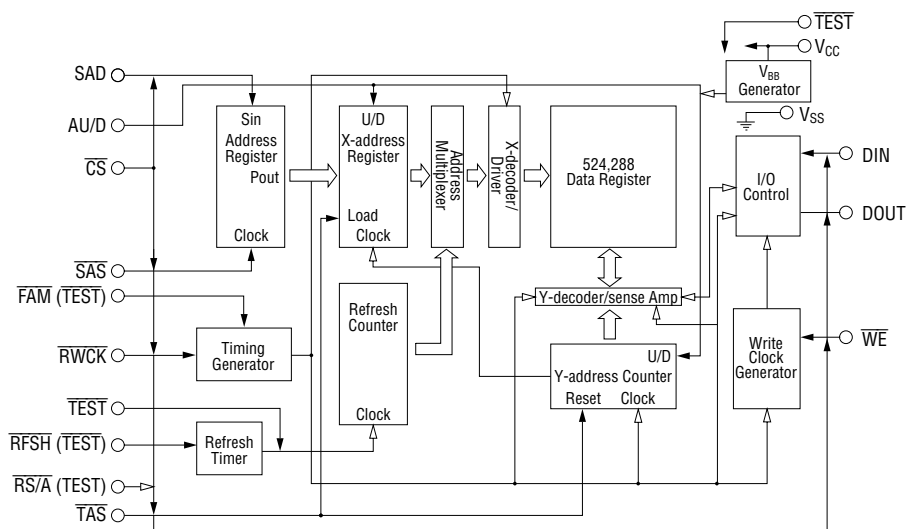 TEST
SAD
VCC
VBB
Generator
AU/D
VSS
Sin
Address
Register
Pout
Clock
U/D
X-address
Register
Load
Clock
Address
Multiplexer
X-decoder/
Driver
524,288
Data Register
I/O
Control
DIN
DOUT
CS
SAS
FAM (TEST)
Refresh
Counter
Clock
Y-decoder/sense Amp
RWCK
Timing
Generator
U/D
Y-address Counter
Reset Clock
Write
Clock
Generator
WE
TEST
RFSH (TEST)
Refresh
Timer
RS/A (TEST)
TAS